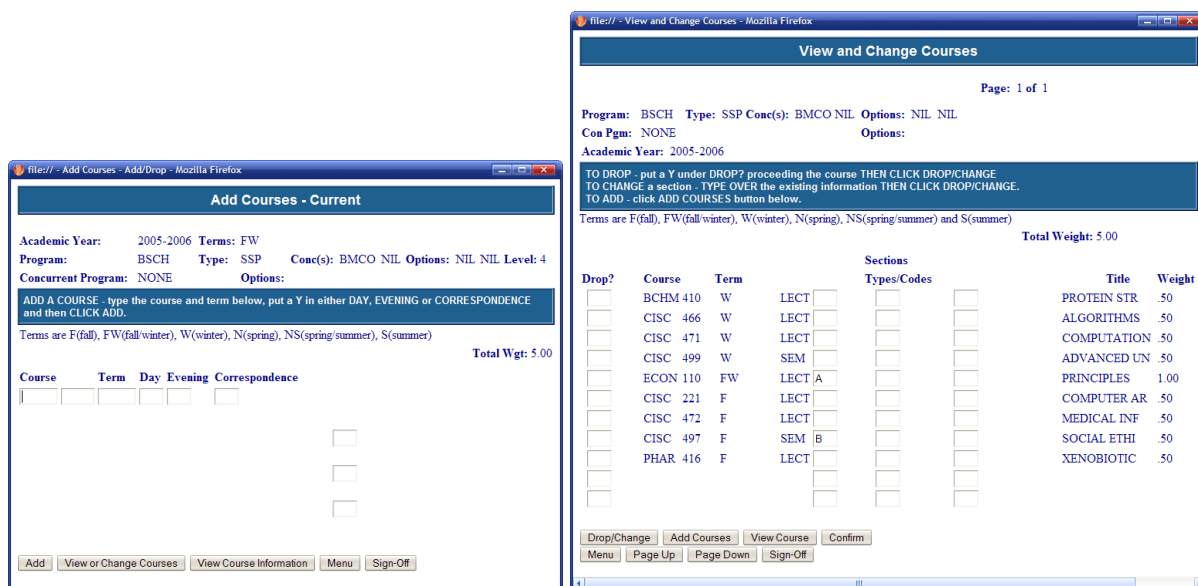 file:// - Add Courses - Add/Drop - Mozilla Firefox
Add Courses - Current
Academic Year: 2005-2006 Terms: FW
Program: BSCH Type: SSP Conc(s): BMCO NIL Options: NIL NIL Level: 4
Concurrent Program: NONE Options:
ADD A COURSE - type the course and term below, put a Y in either DAY, EVENING or CORRESPONDENCE
and then CLICK ADD.
Terms are F(fall), FW(fall/winter), W(winter), N(spring), NS(spring/summer), S(summer)
Total Wgt: 5.00
Course Term Day Evening Correspondence
Add View or Change Courses View Course Information Menu Sign-Off
file:// - View and Change Courses - Mozilla Firefox
View and Change Courses
Page: 1 of 1
Program: BSCH Type: SSP Conc(s): BMCO NIL Options: NIL NIL
Con Pgm: NONE Options:
Academic Year: 2005-2006
TO DROP - put a Y under DROP? proceeding the course THEN CLICK DROP/CHANGE
TO CHANGE a section - TYPE OVER the existing information THEN CLICK DROP/CHANGE.
TO ADD - click ADD COURSES button below.
Terms are F(fall), FW(fall/winter), W(winter), N(spring), NS(spring/summer) and S(summer)
Total Weight: 5.00
Sections
Drop? Course Term Types/Codes Title Weight
BCHM 410 W LECT PROTEIN STR .50
CISC 466 W LECT ALGORITHMS .50
CISC 471 W LECT COMPUTATION .50
CISC 499 W SEM ADVANCED UN .50
ECON 110 FW LECT A PRINCIPLES 1.00
CISC 221 F LECT COMPUTER AR .50
CISC 472 F LECT MEDICAL INF .50
CISC 497 F SEM B SOCIAL ETHI .50
PHAR 416 F LECT XENOBIOTIC .50
Drop/Change Add Courses View Course Confirm
Menu Page Up Page Down Sign-Off